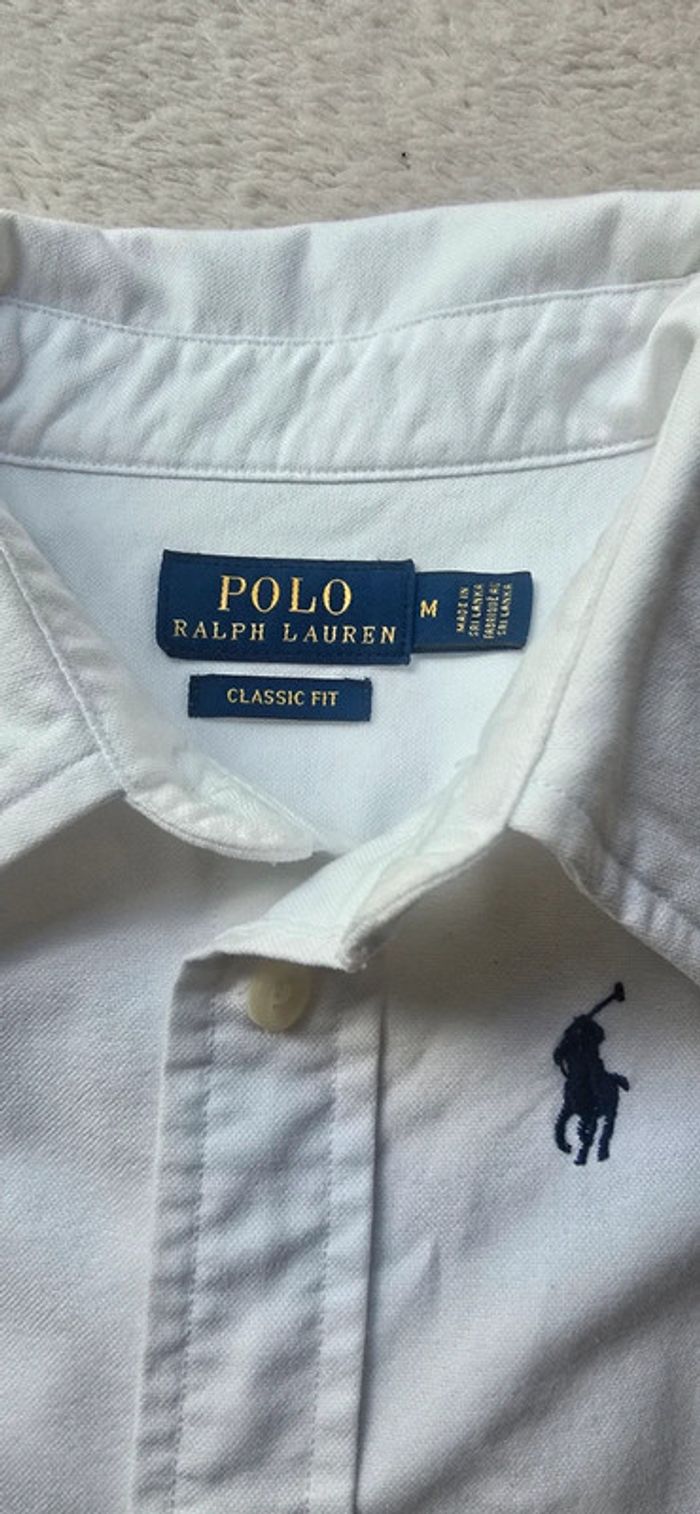 POLO
RALPH LAUREN
M
MADE IN
SRI LANKA
FABRIQUÉ AU
SRI LANKA
CLASSIC FIT